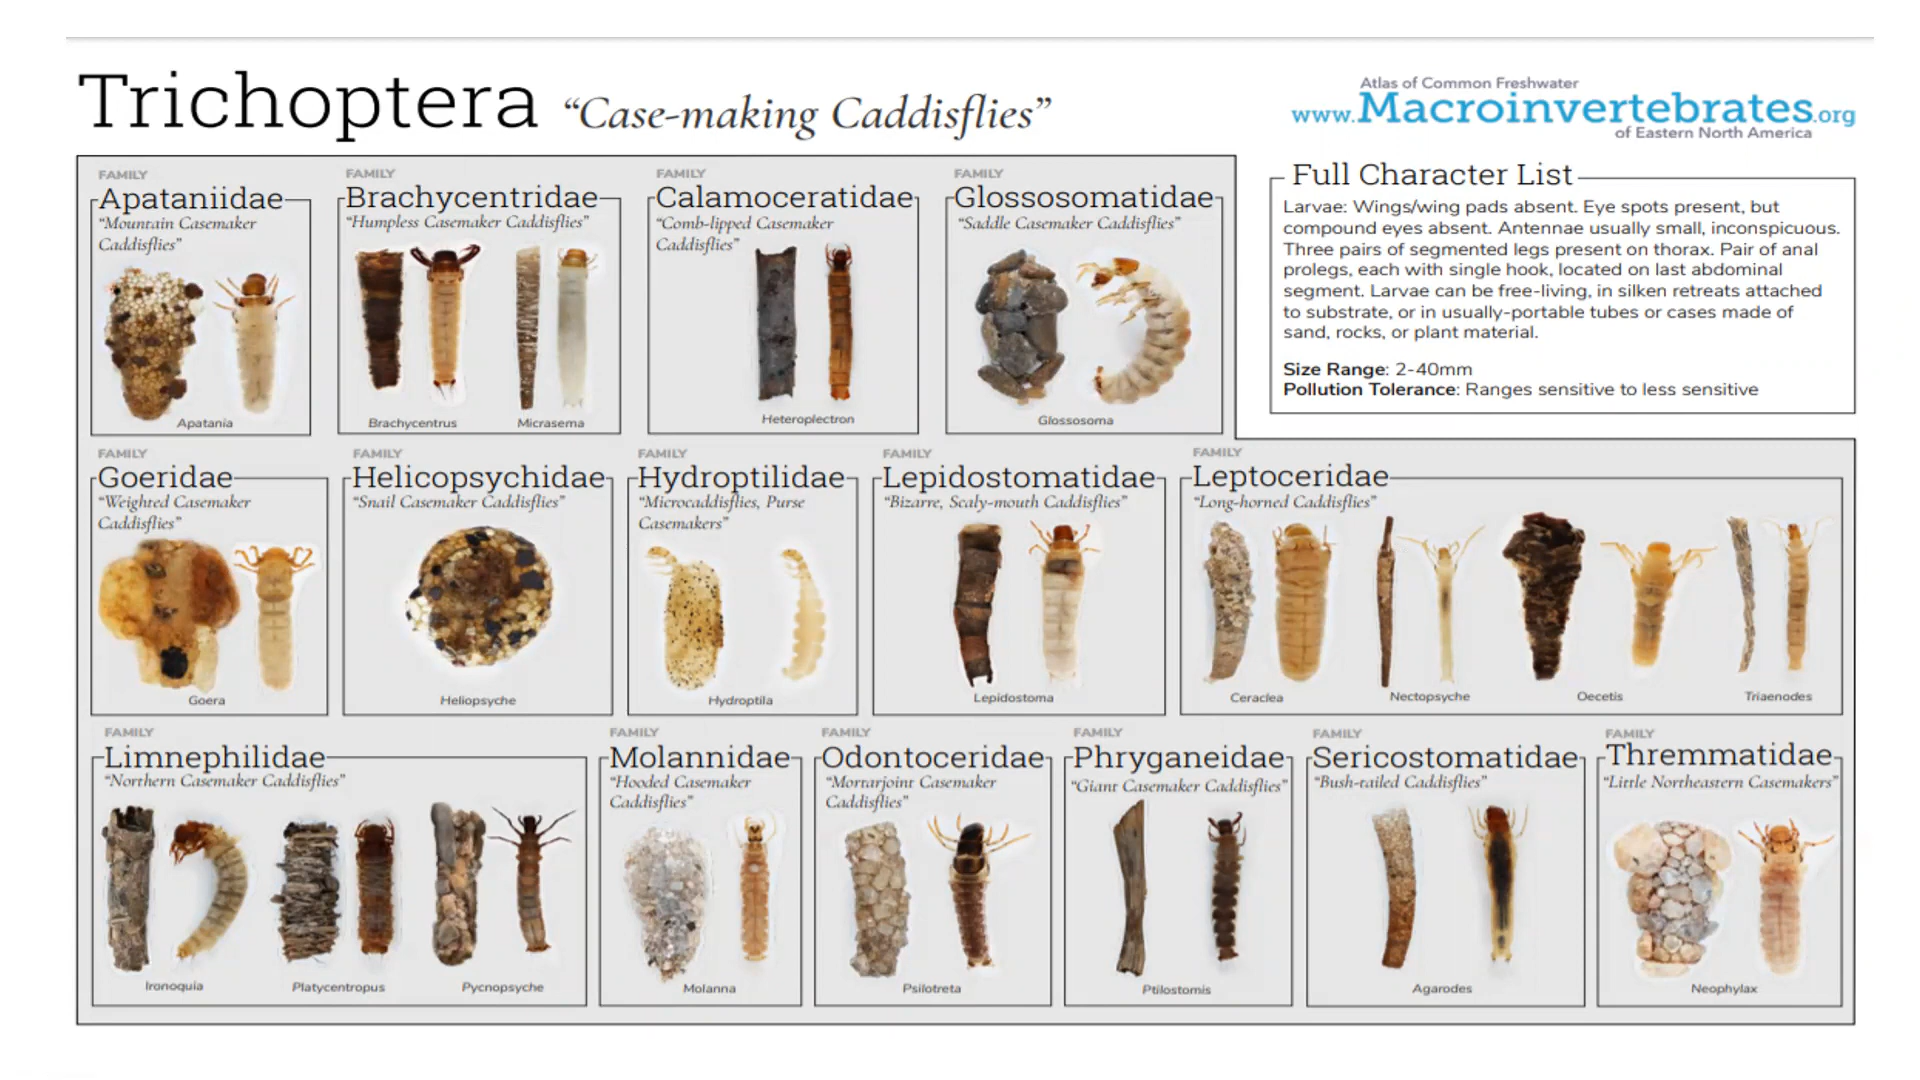 Trichoptera “Case-making Caddisflies”
Atlas of Common Freshwater
www.Macroinvertebrates.org
of Eastern North America
FAMILY
Apataniidae
“Mountain Casemaker
Caddisflies”
Apatania
FAMILY
Brachycentridae
“Humpless Casemaker Caddisflies”
Brachycentrus
Micrasema
FAMILY
Calamoceratidae
“Comb-lipped Casemaker
Caddisflies”
Heteroplectron
FAMILY
Glossosomatidae
“Saddle Casemaker Caddisflies”
Glossosoma
Full Character List
Larvae: Wings/wing pads absent. Eye spots present, but
compound eyes absent. Antennae usually small, inconspicuous.
Three pairs of segmented legs present on thorax. Pair of anal
prolegs, each with single hook, located on last abdominal
segment. Larvae can be free-living, in silken retreats attached
to substrate, or in usually-portable tubes or cases made of
sand, rocks, or plant material.
Size Range: 2-40mm
Pollution Tolerance: Ranges sensitive to less sensitive
FAMILY
Goeridae
“Weighted Casemaker
Caddisflies”
Goera
FAMILY
Helicopsychidae
“Snail Casemaker Caddisflies”
Heliopsyche
FAMILY
Hydroptilidae
“Microcaddisflies, Purse
Casemakers”
Hydroptila
FAMILY
Lepidostomatidae
“Bizarre, Scaly-mouth Caddisflies”
Lepidostoma
FAMILY
Leptoceridae
“Long-horned Caddisflies”
Ceraclea
Nectopsyche
Oecetis
Triaenodes
FAMILY
Limnephilidae
“Northern Casemaker Caddisflies”
Ironoquia
Platycentropus
Pycnopsyche
FAMILY
Molannidae
“Hooded Casemaker
Caddisflies”
Molanna
FAMILY
Odontoceridae
“Mortarjoint Casemaker
Caddisflies”
Psilotreta
FAMILY
Phryganeidae
“Giant Casemaker Caddisflies”
Ptilostomis
FAMILY
Sericostomatidae
“Bush-tailed Caddisflies”
Agarodes
FAMILY
Thremmatidae
“Little Northeastern Casemakers”
Neophylax